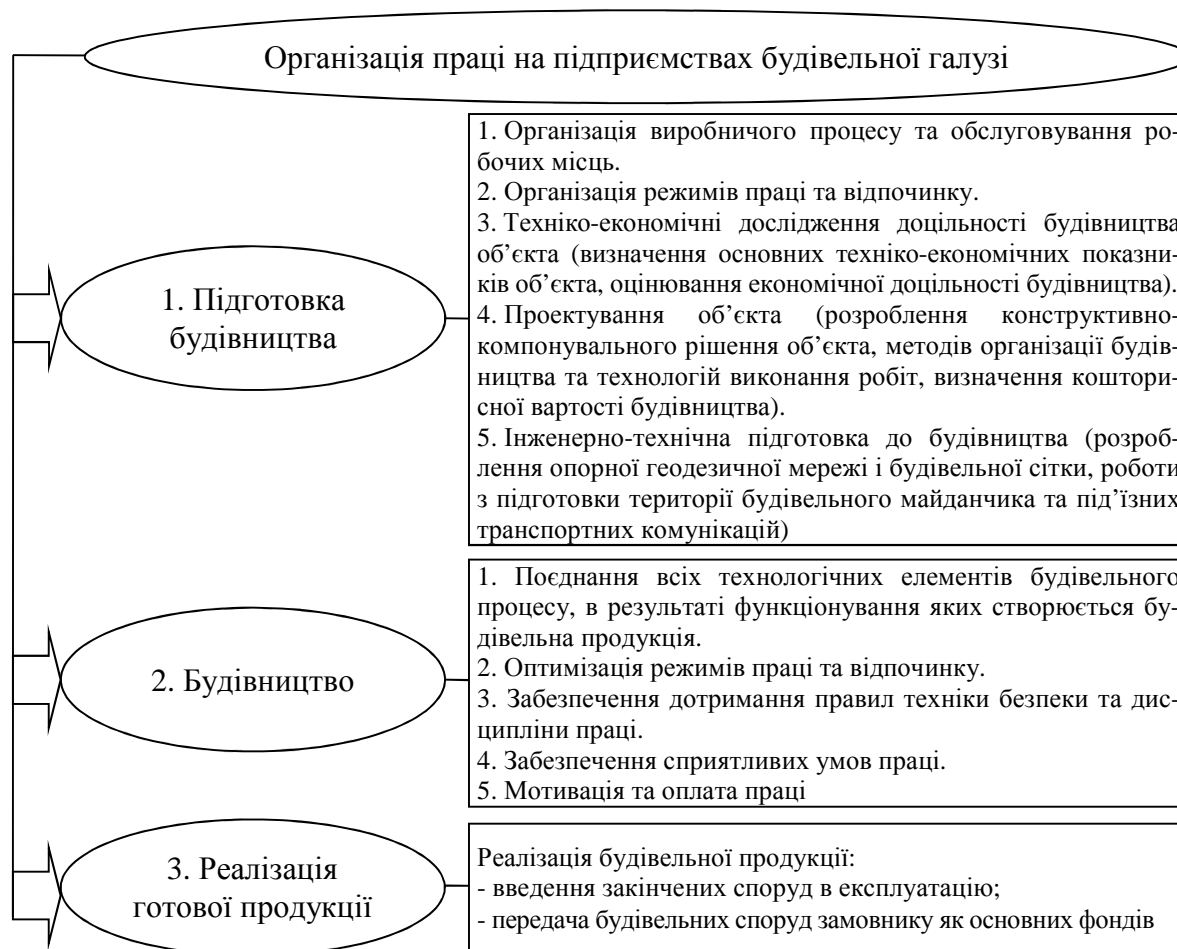 Організація праці на підприємствах будівельної галузі
1. Підготовка
будівництва
1. Організація виробничого процесу та обслуговування ро-
бочих місць.
2. Організація режимів праці та відпочинку.
3. Техніко-економічні дослідження доцільності будівництва
об’єкта (визначення основних техніко-економічних показни-
ків об’єкта, оцінювання економічної доцільності будівництва).
4. Проектування об’єкта (розроблення конструктивно-
компонувального рішення об’єкта, методів організації будів-
ництва та технологій виконання робіт, визначення кошtори-
сної вартості будівництва).
5. Інженерно-технічна підготовка до будівництва (розроб-
лення опорної геодезичної мережі і будівельної сітки, роботи
з підготовки території будівельного майданчика та під’їзних
транспортних комунікацій)
2. Будівництво
1. Поєднання всіх технологічних елементів будівельного
процесу, в результаті функціонування яких створюється бу-
дівельна продукція.
2. Оптимізація режимів праці та відпочинку.
3. Забезпечення дотримання правил техніки безпеки та дис-
ципліни праці.
4. Забезпечення сприятливих умов праці.
5. Мотивація та оплата праці
3. Реалізація
готової продукції
Реалізація будівельної продукції:
- введення закінчених споруд в експлуатацію;
- передача будівельних споруд замовнику як основних фондів